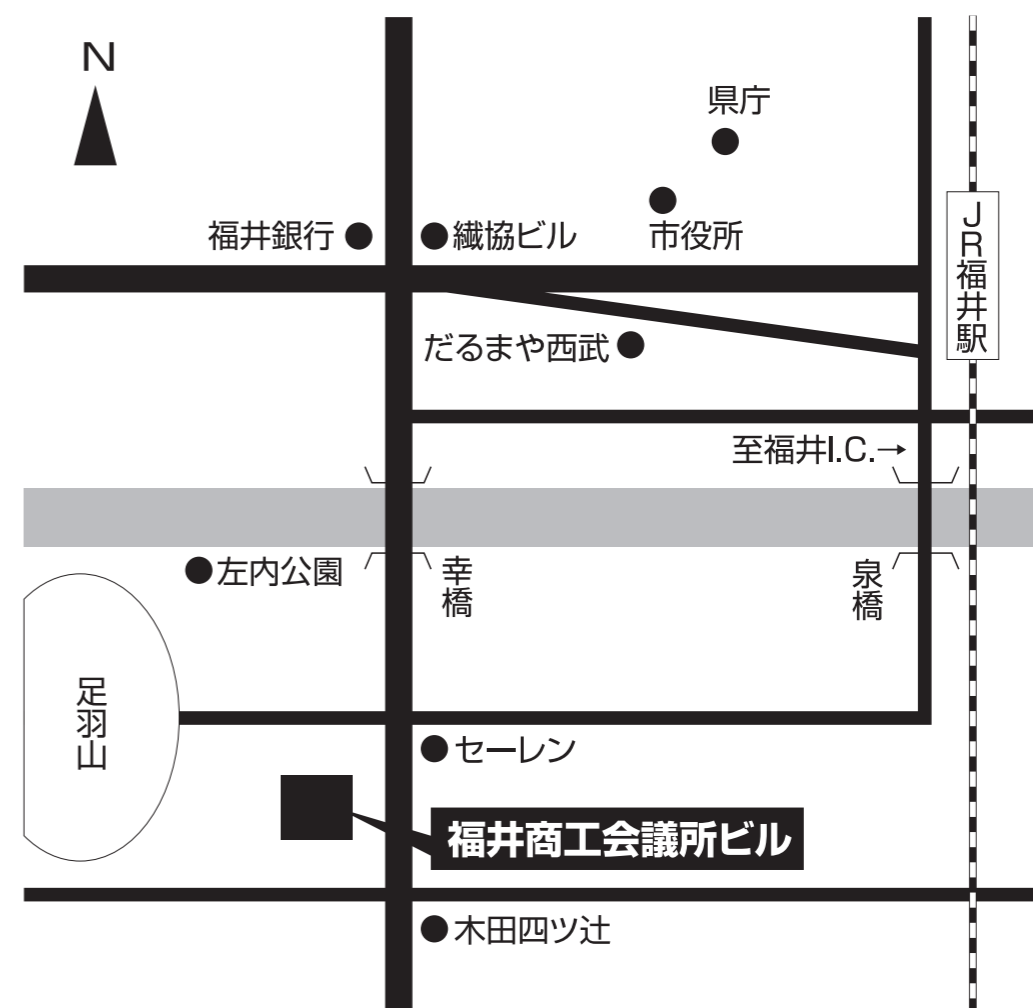 N
県庁
福井銀行
繊協ビル
市役所
JR福井駅
だるまや西武
至福井I.C.→
左内公園
幸橋
泉橋
足羽山
セーレン
福井商工会議所ビル
木田四ツ辻